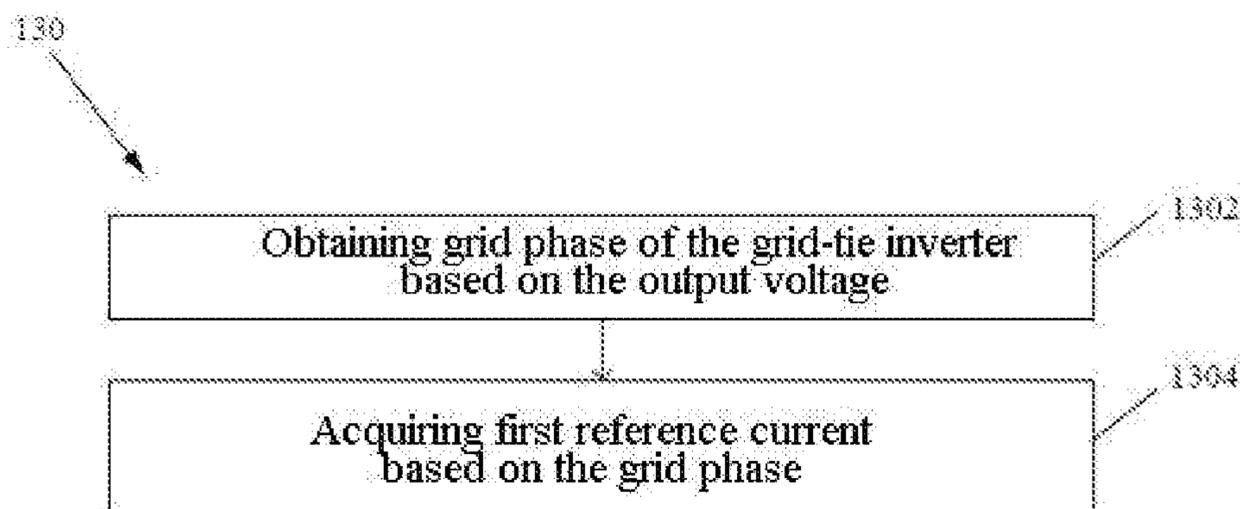 130
1302
Obtaining grid phase of the grid-tie inverter
based on the output voltage
1304
Acquiring first reference current
based on the grid phase